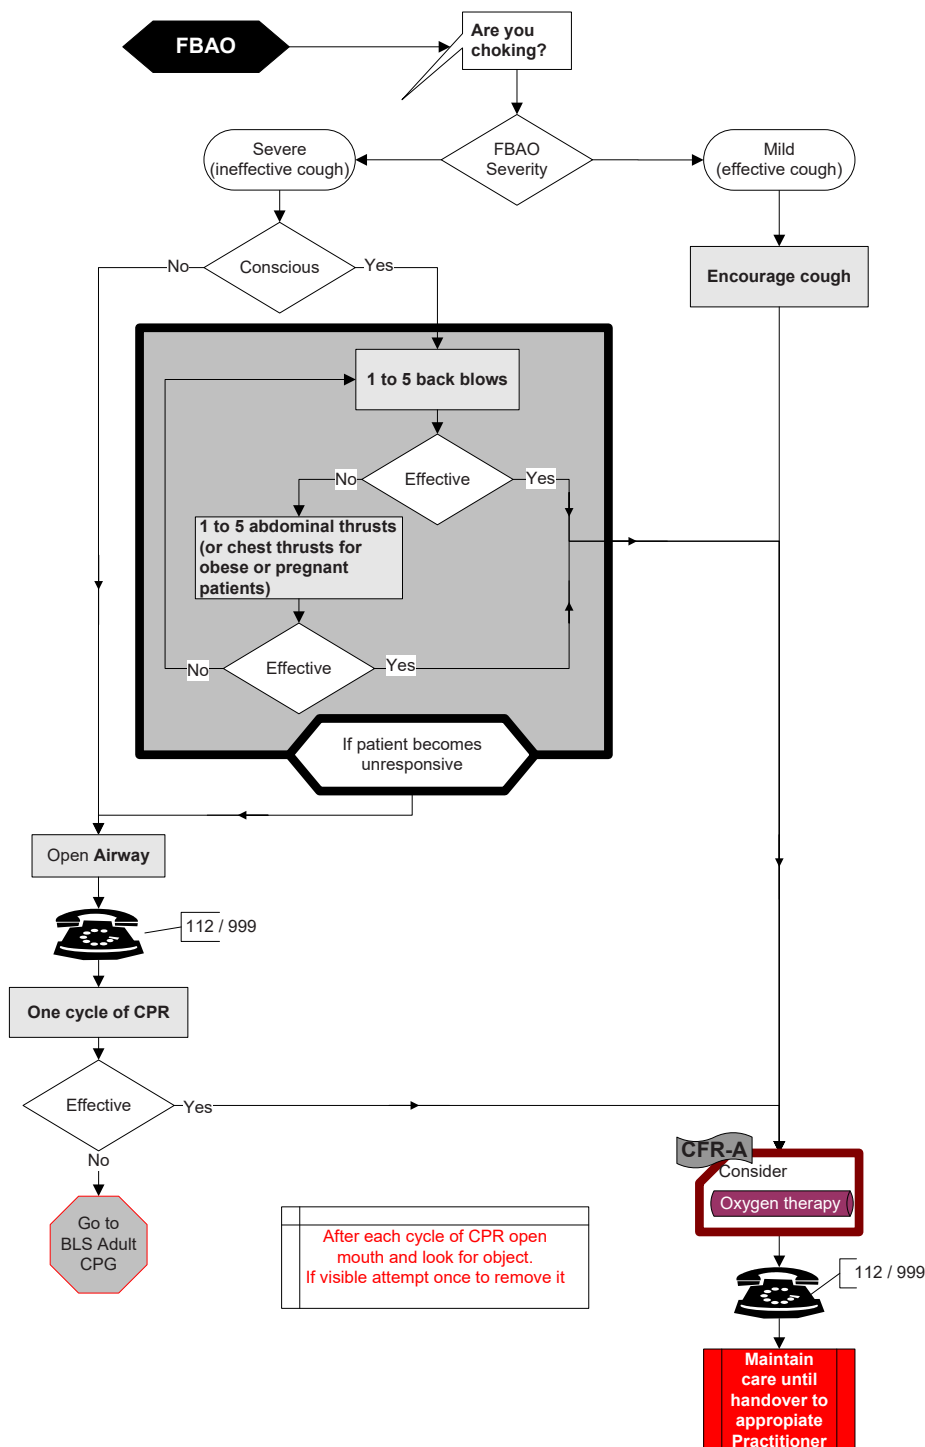 FBAO
Are you
choking?
Severe
(ineffective cough)
FBAO
Severity
Mild
(effective cough)
No
Conscious
Yes
Encourage cough
1 to 5 back blows
No
Effective
Yes
1 to 5 abdominal thrusts
(or chest thrusts for
obese or pregnant
patients)
No
Effective
Yes
If patient becomes
unresponsive
Open Airway
112 / 999
One cycle of CPR
Effective
Yes
No
Go to
BLS Adult
CPG
After each cycle of CPR open
mouth and look for object.
If visible attempt once to remove it
CFR-A
Consider
Oxygen therapy
112 / 999
Maintain
care until
handover to
appropiate
Practitioner